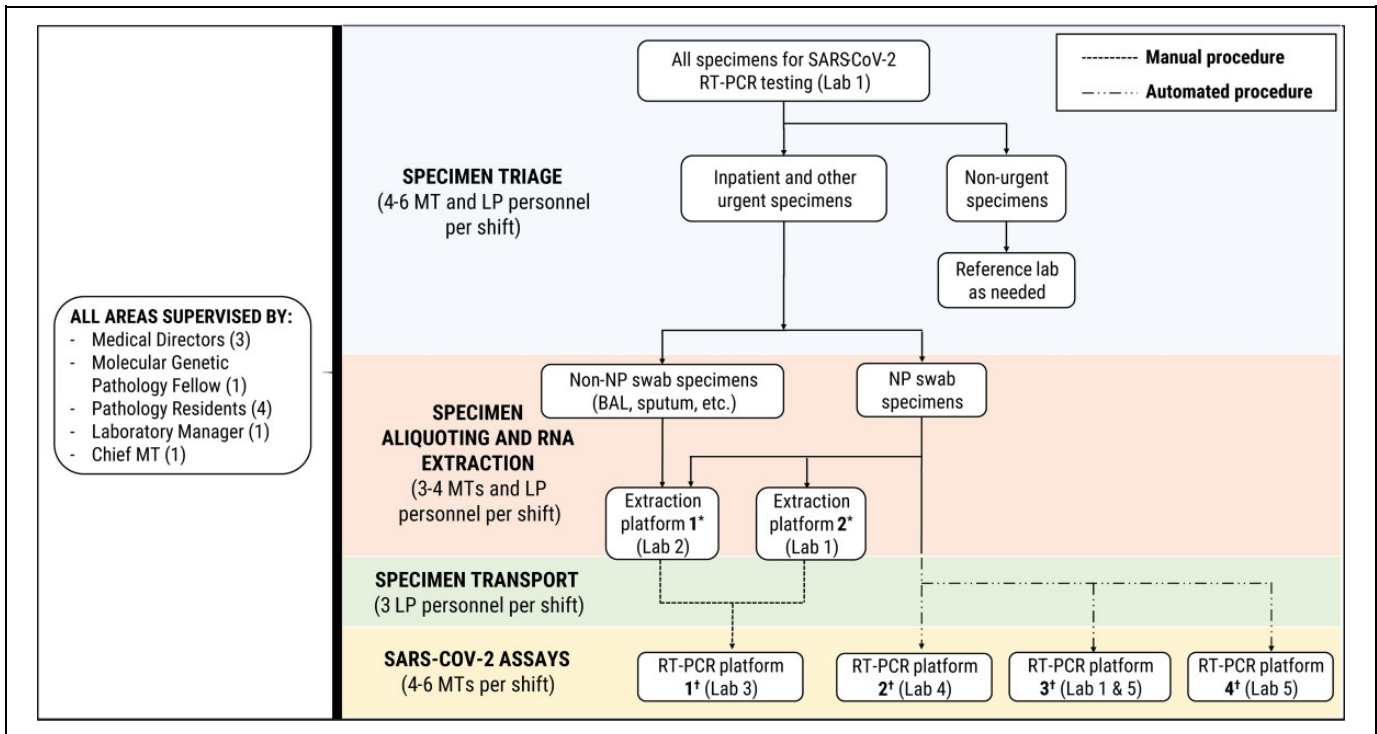 All specimens for SARS-CoV-2
RT-PCR testing (Lab 1)
Manual procedure
Automated procedure
SPECIMEN TRIAGE
(4-6 MT and LP personnel
per shift)
Inpatient and other
urgent specimens
Non-urgent
specimens
Reference lab
as needed
ALL AREAS SUPERVISED BY:
- Medical Directors (3)
- Molecular Genetic
Pathology Fellow (1)
- Pathology Residents (4)
- Laboratory Manager (1)
- Chief MT (1)
SPECIMEN
ALIQUOTING AND RNA
EXTRACTION
(3-4 MTs and LP
personnel per shift)
Non-NP swab specimens
(BAL, sputum, etc.)
NP swab
specimens
Extraction
platform 1*
(Lab 2)
Extraction
platform 2*
(Lab 1)
SPECIMEN TRANSPORT
(3 LP personnel per shift)
SARS-COV-2 ASSAYS
(4-6 MTs per shift)
RT-PCR platform
1† (Lab 3)
RT-PCR platform
2† (Lab 4)
RT-PCR platform
3† (Lab 1 & 5)
RT-PCR platform
4† (Lab 5)